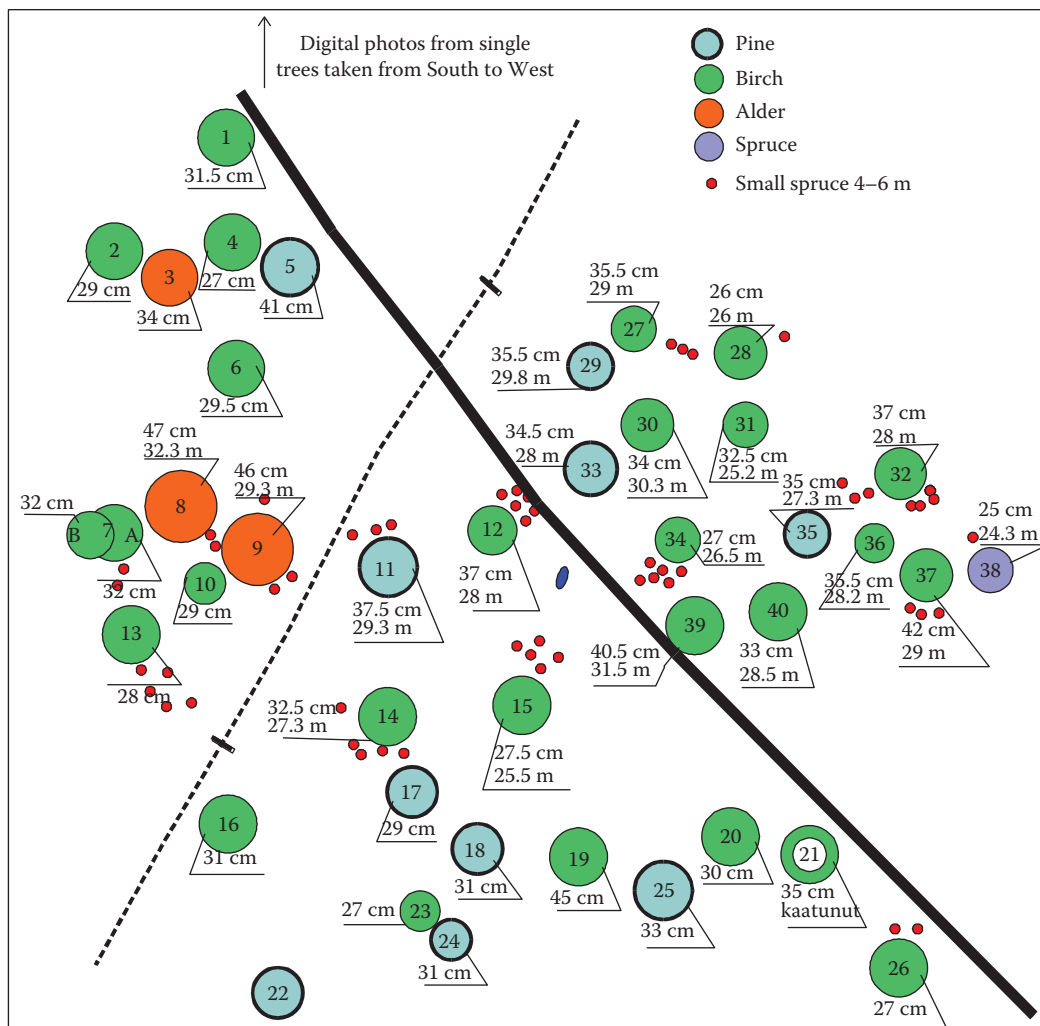 Digital photos from single
trees taken from South to West
Pine
Birch
Alder
Spruce
Small spruce 4–6 m
1
31.5 cm
2
29 cm
3
34 cm
4
27 cm
5
41 cm
6
29.5 cm
35.5 cm
29 m
27
26 cm
26 m
28
35.5 cm
29.8 m
29
47 cm
32.3 m
8
46 cm
29.3 m
9
34.5 cm
28 m
33
30
34 cm
30.3 m
31
32.5 cm
25.2 m
37 cm
28 m
32
35 cm
27.3 m
35
32 cm
B
7
A
32 cm
10
29 cm
11
37.5 cm
29.3 m
12
37 cm
28 m
34
27 cm
26.5 m
36
35.5 cm
28.2 m
37
42 cm
29 m
25 cm
24.3 m
38
13
28 cm
39
40.5 cm
31.5 m
40
33 cm
28.5 m
32.5 cm
27.3 m
14
15
27.5 cm
25.5 m
16
31 cm
17
29 cm
18
31 cm
19
45 cm
20
30 cm
21
35 cm
kaatunut
27 cm
23
24
31 cm
25
33 cm
22
26
27 cm